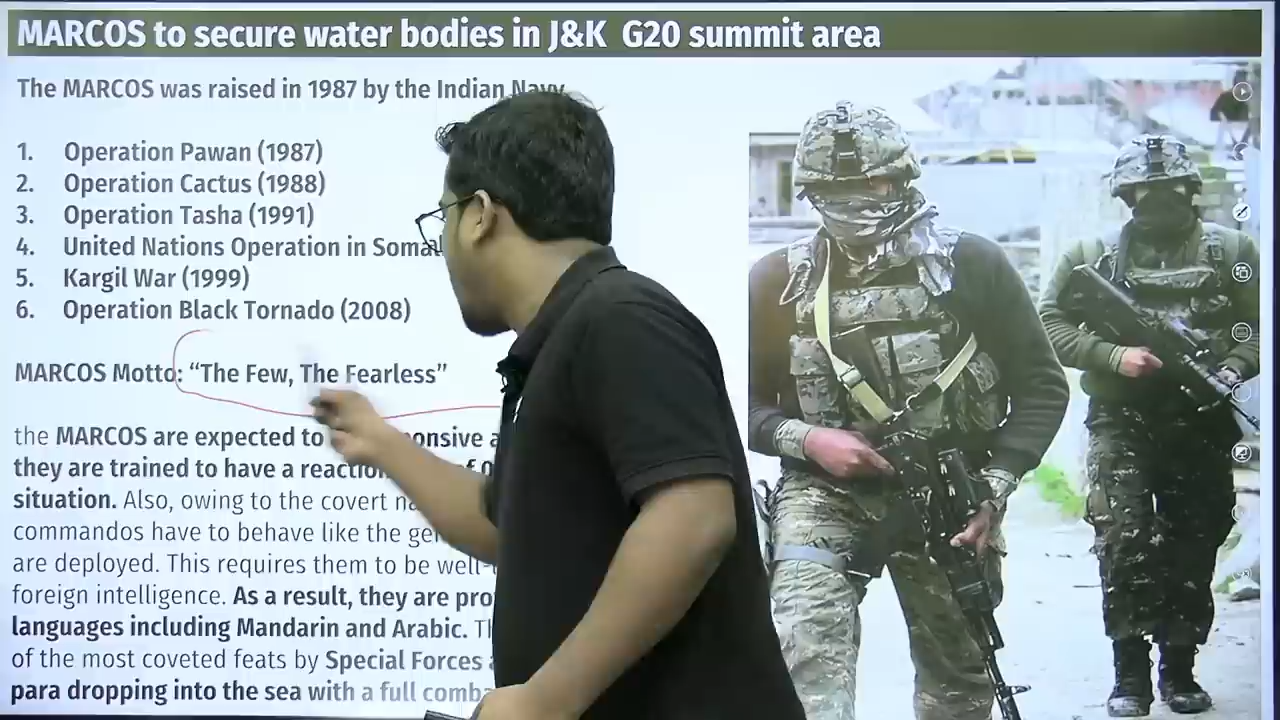 MARCOS to secure water bodies in J&K G20 summit area
The MARCOS was raised in 1987 by the Indian Navy
1. Operation Pawan (1987)
2. Operation Cactus (1988)
3. Operation Tasha (1991)
4. United Nations Operation in
5. Kargil War (1999)
6. Operation Black Tornado (2008)
MARCOS Motto: “The Few, The Fearless”
the MARCOS are expected to
they are trained to have a
situation. Also, owing to the covert
commandos have to behave like the
are deployed. This requires them to be
foreign intelligence. As a result, they are
languages including Mandarin and Arabic.
of the most coveted feats by Special Forces
para dropping into the sea with a full